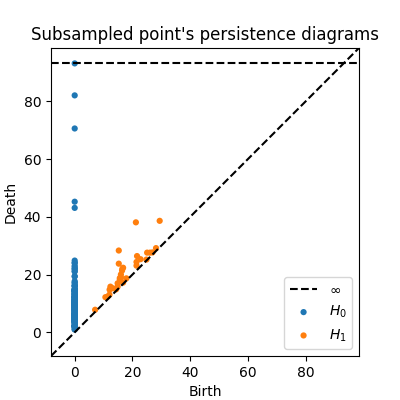 Subsampled point's persistence diagrams
Death
80
60
40
20
0
0 20 40 60 80
Birth
∞
H₀
H₁